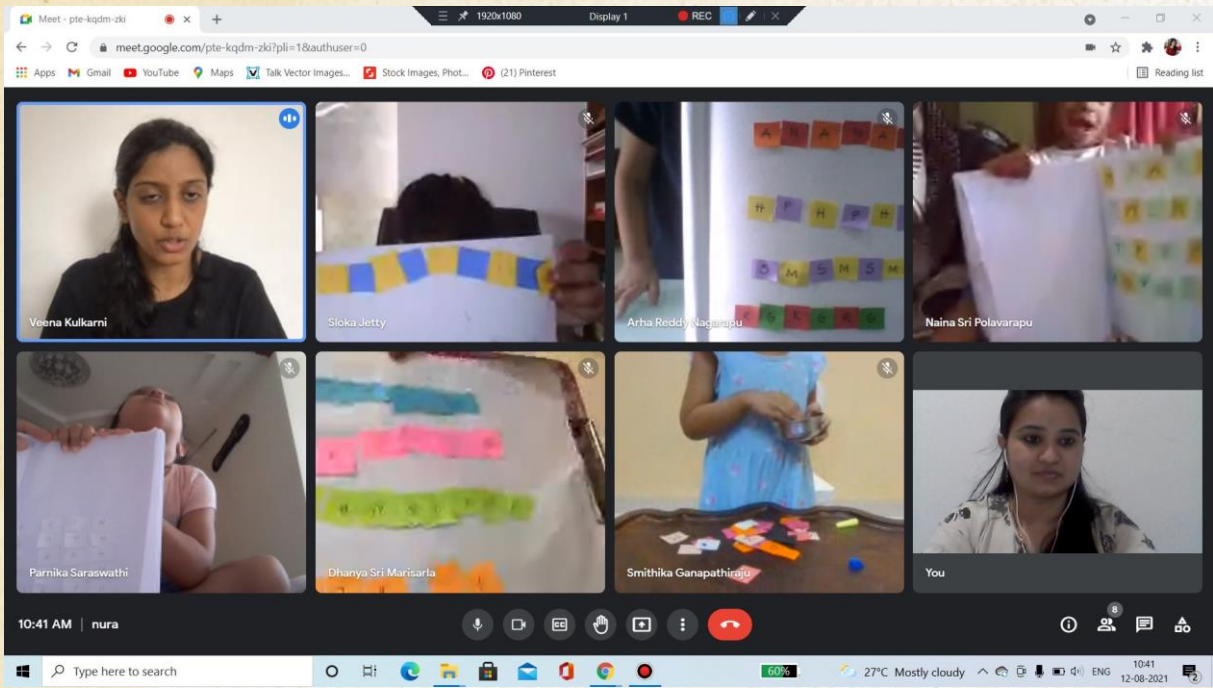 Meet - pte-kqdm-zki
1920x1080 Display 1 REC
meet.google.com/pte-kqdm-zki?pli=1&authuser=0
Apps Gmail YouTube Maps Talk Vector Images... Stock Images, Phot... (21) Pinterest Reading list
A N A N A
H P H P H
S M S M S M
R G R G R G
Veena Kulkarni
Sloka Jetty
Arha Reddy Nagarapu
Naina Sri Polavarapu
Parnika Saraswathi
Dhanya Sri Marisarla
Smithika Ganapathiraju
You
10:41 AM | nura
8
Type here to search
60%
27°C Mostly cloudy
ENG
10:41
12-08-2021
2